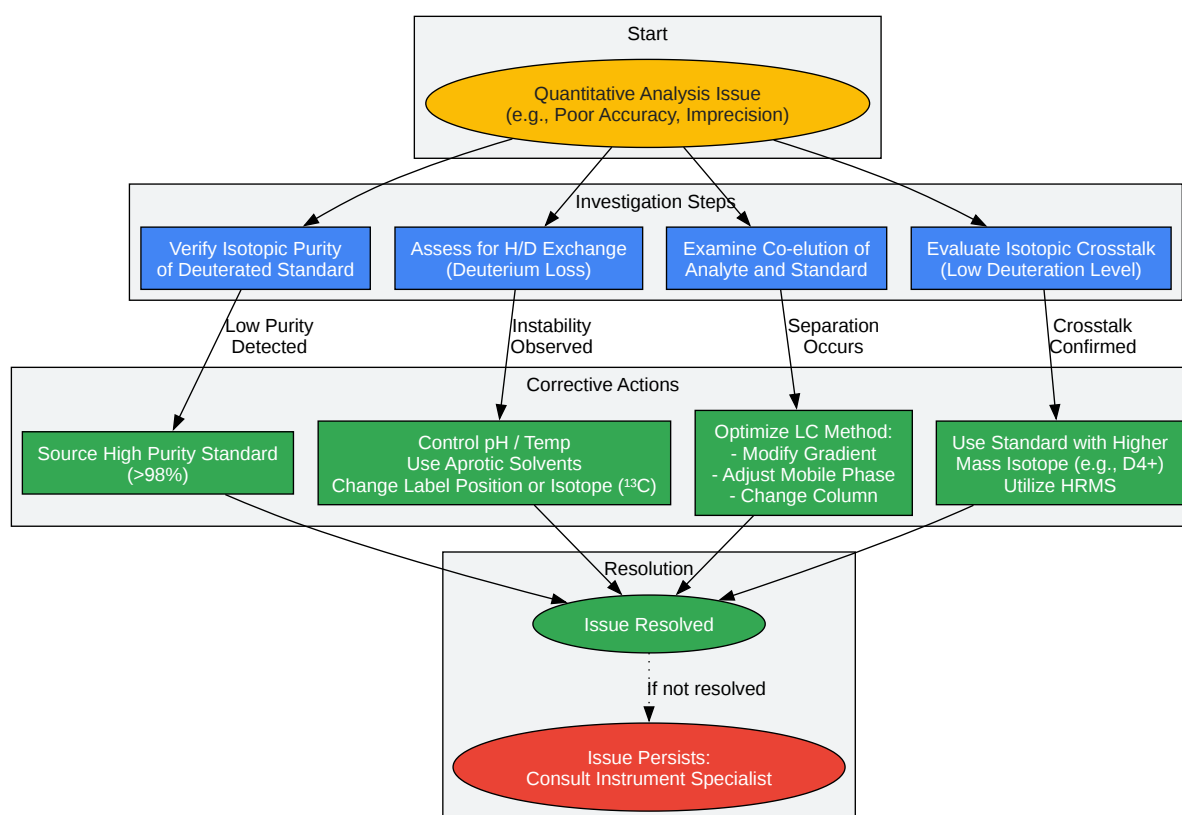 Start
Quantitative Analysis Issue
(e.g., Poor Accuracy, Imprecision)
Investigation Steps
Verify Isotopic Purity
of Deuterated Standard
Assess for H/D Exchange
(Deuterium Loss)
Examine Co-elution of
Analyte and Standard
Evaluate Isotopic Crosstalk
(Low Deuteration Level)
Low Purity
Detected
Instability
Observed
Separation
Occurs
Crosstalk
Confirmed
Corrective Actions
Source High Purity Standard
(>98%)
Control pH / Temp
Use Aprotic Solvents
Change Label Position or Isotope (¹³C)
Optimize LC Method:
- Modify Gradient
- Adjust Mobile Phase
- Change Column
Use Standard with Higher
Mass Isotope (e.g., D4+)
Utilize HRMS
Resolution
Issue Resolved
If not resolved
Issue Persists:
Consult Instrument Specialist